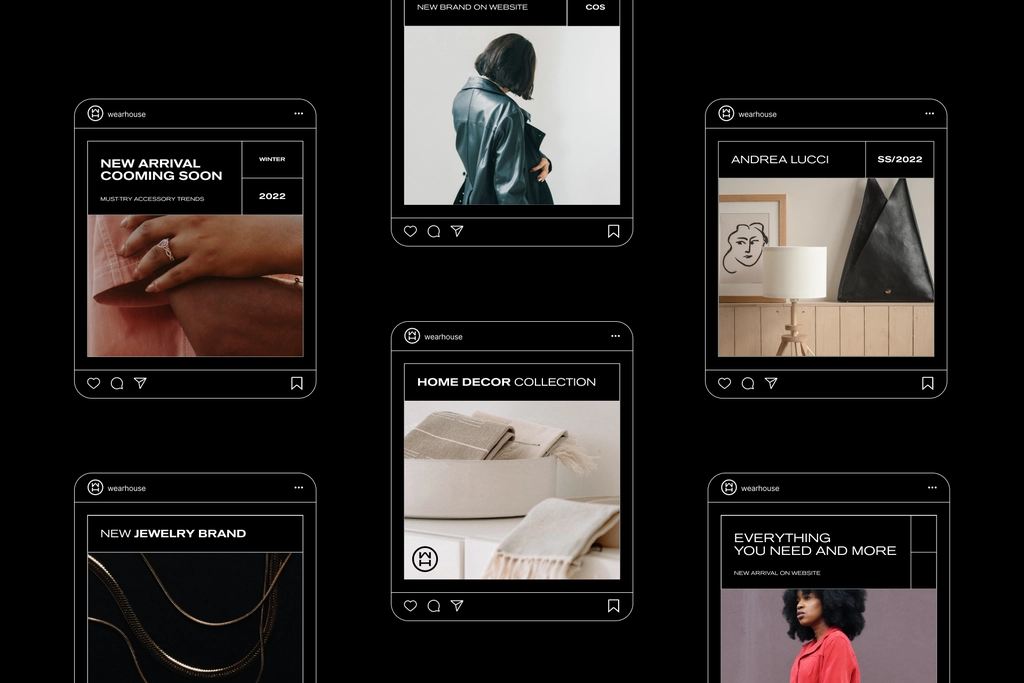 NEW BRAND ON WEBSITE
COS
wearhouse
NEW ARRIVAL
COOMING SOON
MUST-TRY ACCESSORY TRENDS
WINTER
2022
wearhouse
ANDREA LUCCI
SS/2022
wearhouse
HOME DECOR COLLECTION
wearhouse
NEW JEWELRY BRAND
wearhouse
EVERYTHING
YOU NEED AND MORE
NEW ARRIVAL ON WEBSITE